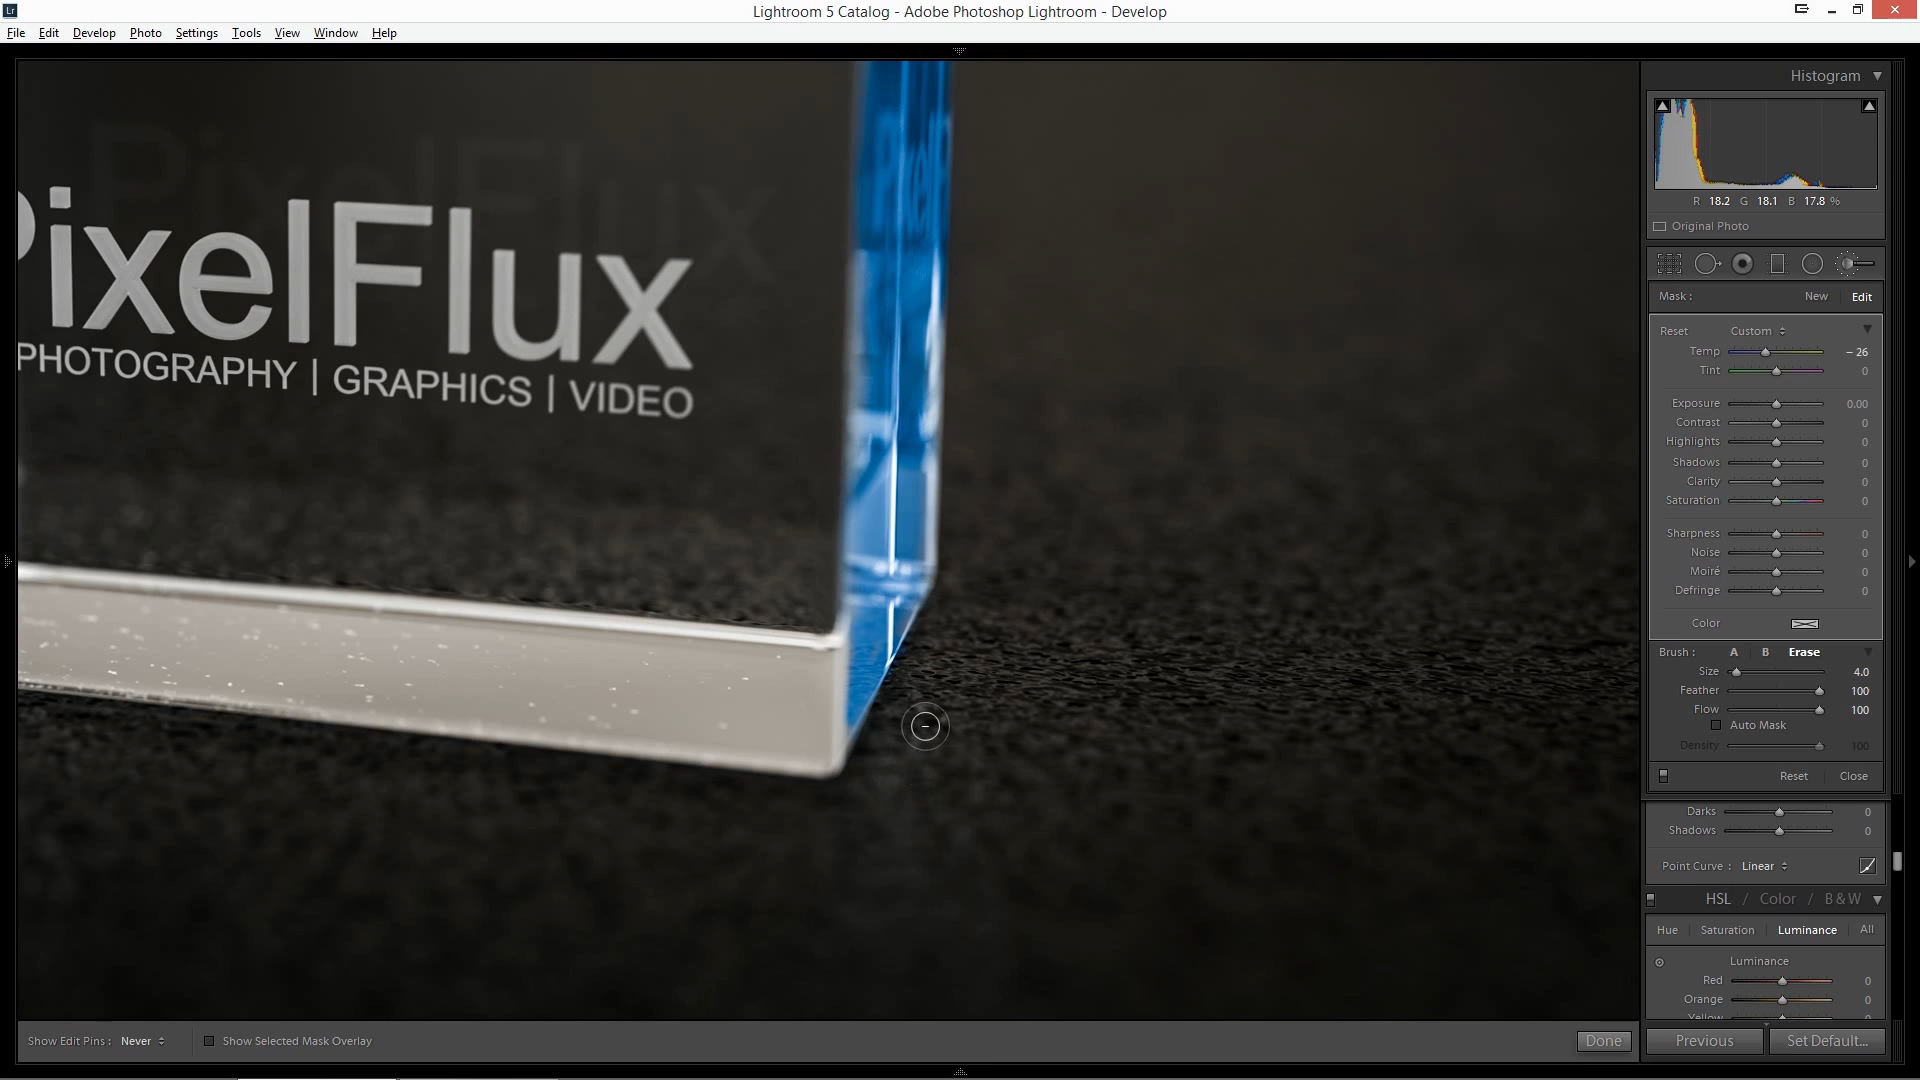 Lr
Lightroom 5 Catalog - Adobe Photoshop Lightroom - Develop
File Edit Develop Photo Settings Tools View Window Help
PixelFlux
PHOTOGRAPHY | GRAPHICS | VIDEO
Histogram
R 18.2 G 18.1 B 17.8 %
Original Photo
Mask : New Edit
Reset Custom
Temp − 26
Tint 0
Exposure 0.00
Contrast 0
Highlights 0
Shadows 0
Clarity 0
Saturation 0
Sharpness 0
Noise 0
Moiré 0
Defringe 0
Color
Brush : A B Erase
Size 4.0
Feather 100
Flow 100
Auto Mask
Density 100
Reset Close
Darks 0
Shadows 0
Point Curve : Linear
HSL / Color / B & W
Hue Saturation Luminance All
Luminance
Red 0
Orange 0
Yellow
Show Edit Pins : Never Show Selected Mask Overlay Done Previous Set Default...